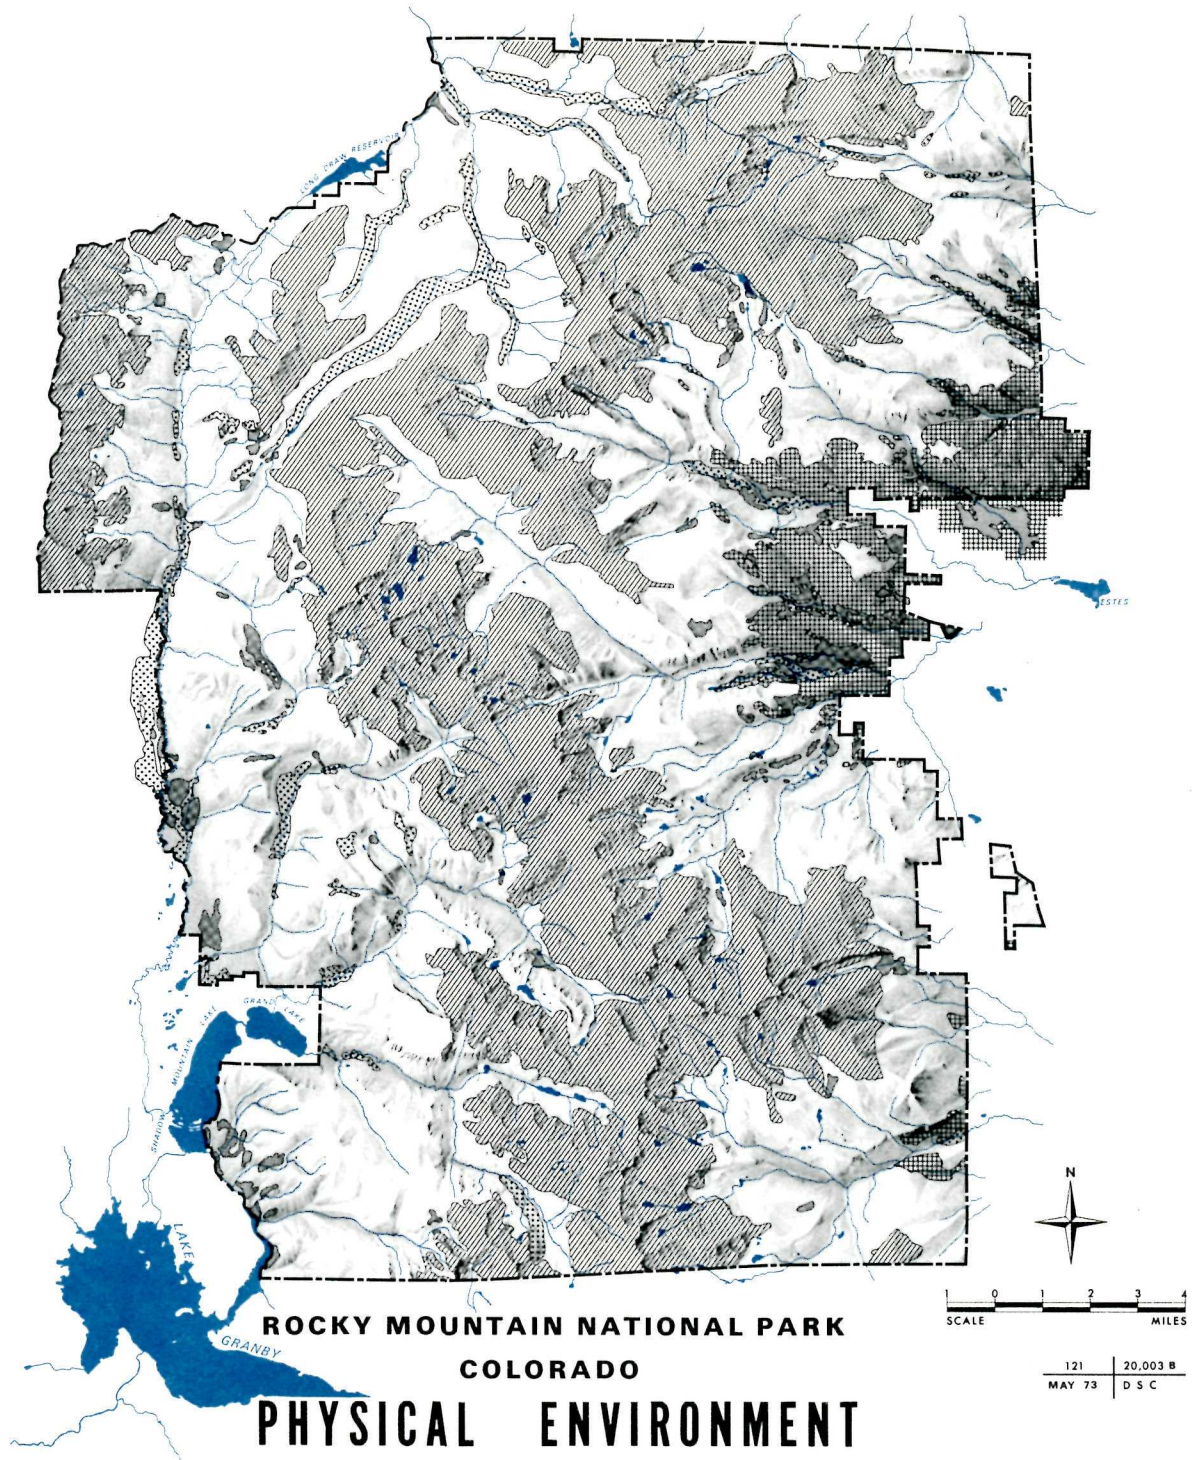 LONG DRAW RESERVOIR
ESTES
GRAND LAKE
SHADOW MOUNTAIN LAKE
N
LAKE GRANBY
1 0 1 2 3 4
SCALE MILES
ROCKY MOUNTAIN NATIONAL PARK
COLORADO
121 20,003 B
MAY 73 D S C
PHYSICAL ENVIRONMENT